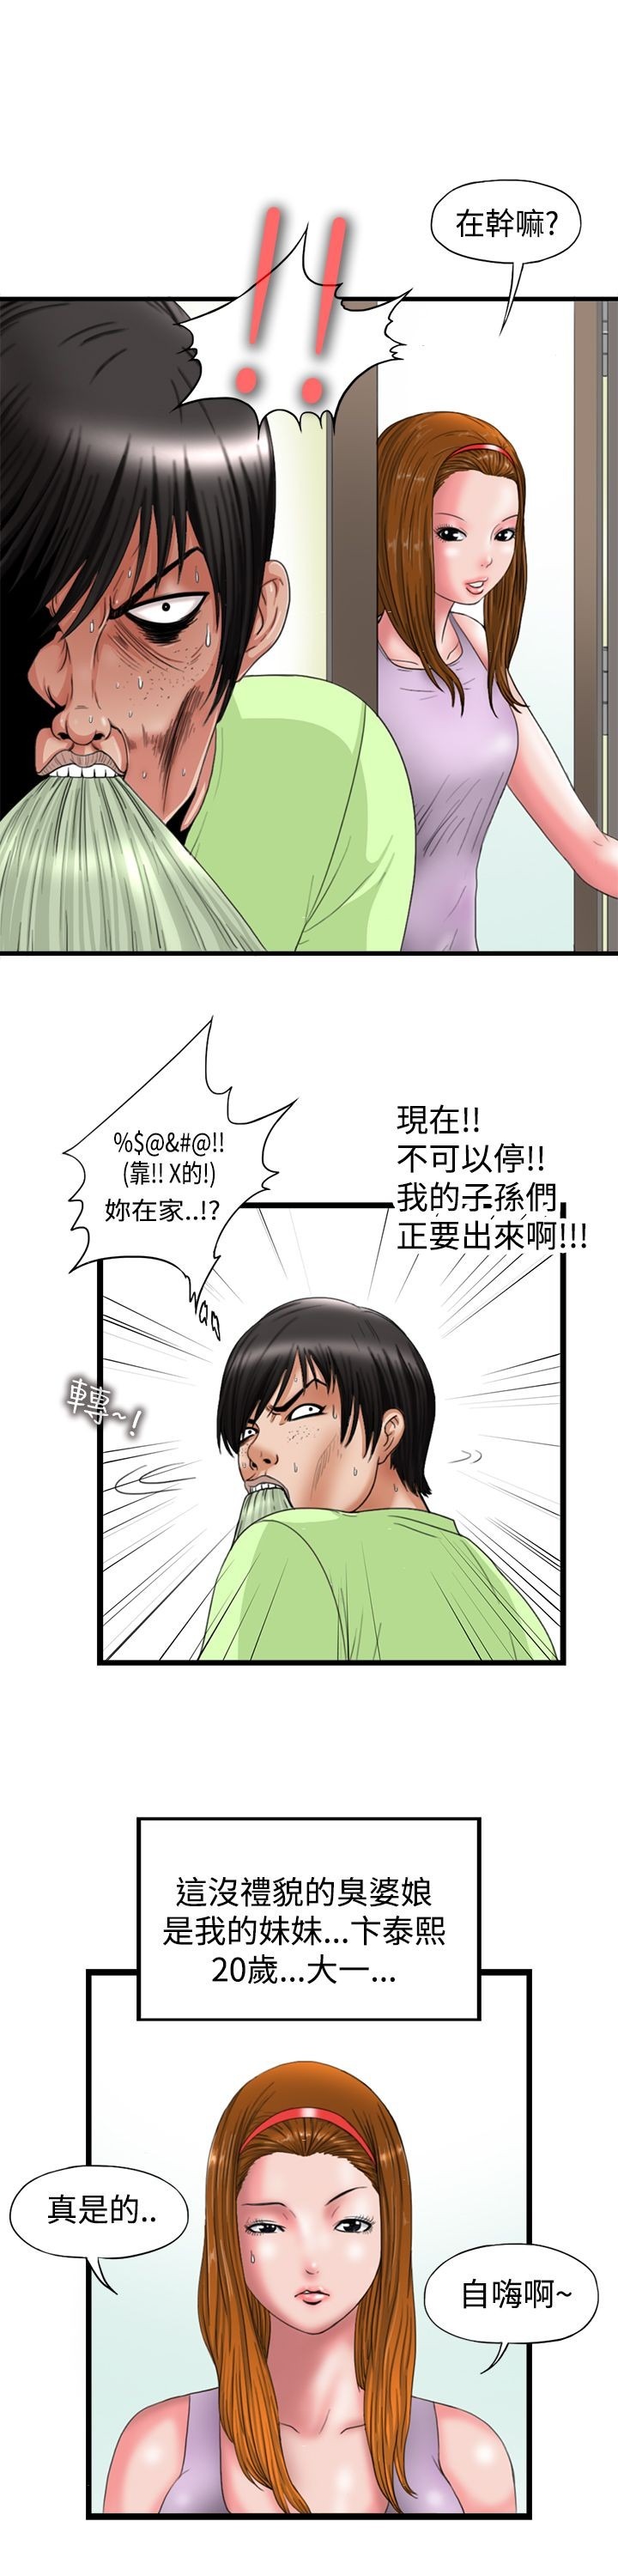 在幹嘛?
!!
%$@&#@!!
(靠!! X的!)
妳在家..!?
現在!!
不可以停!!
我的子孫們
正要出來啊!!!
轉~!
這沒禮貌的臭婆娘
是我的妹妹...卞泰熙
20歲...大一...
真是的..
自嗨啊~